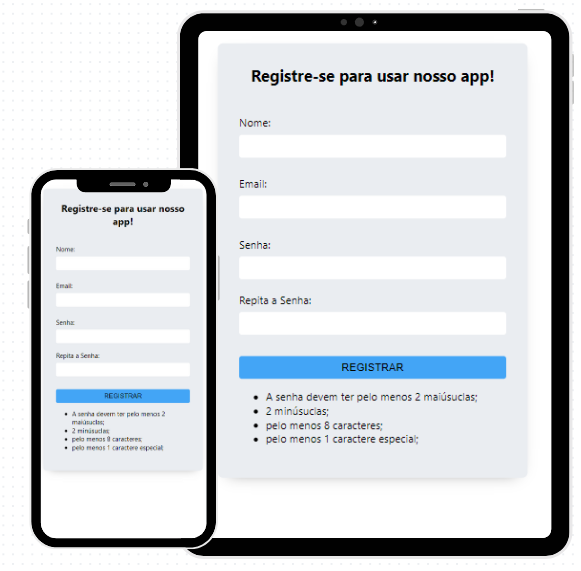 Registre-se para usar nosso app!
Nome:
Email:
Senha:
Repita a Senha:
REGISTRAR
A senha devem ter pelo menos 2 maiúsuclas;
2 minúsuclas;
pelo menos 8 caracteres;
pelo menos 1 caractere especial;
Registre-se para usar nosso
app!
Nome:
Email:
Senha:
Repita a Senha:
REGISTRAR
A senha devem ter pelo menos 2
maiúsuclas;
2 minúsuclas;
pelo menos 8 caracteres;
pelo menos 1 caractere especial;